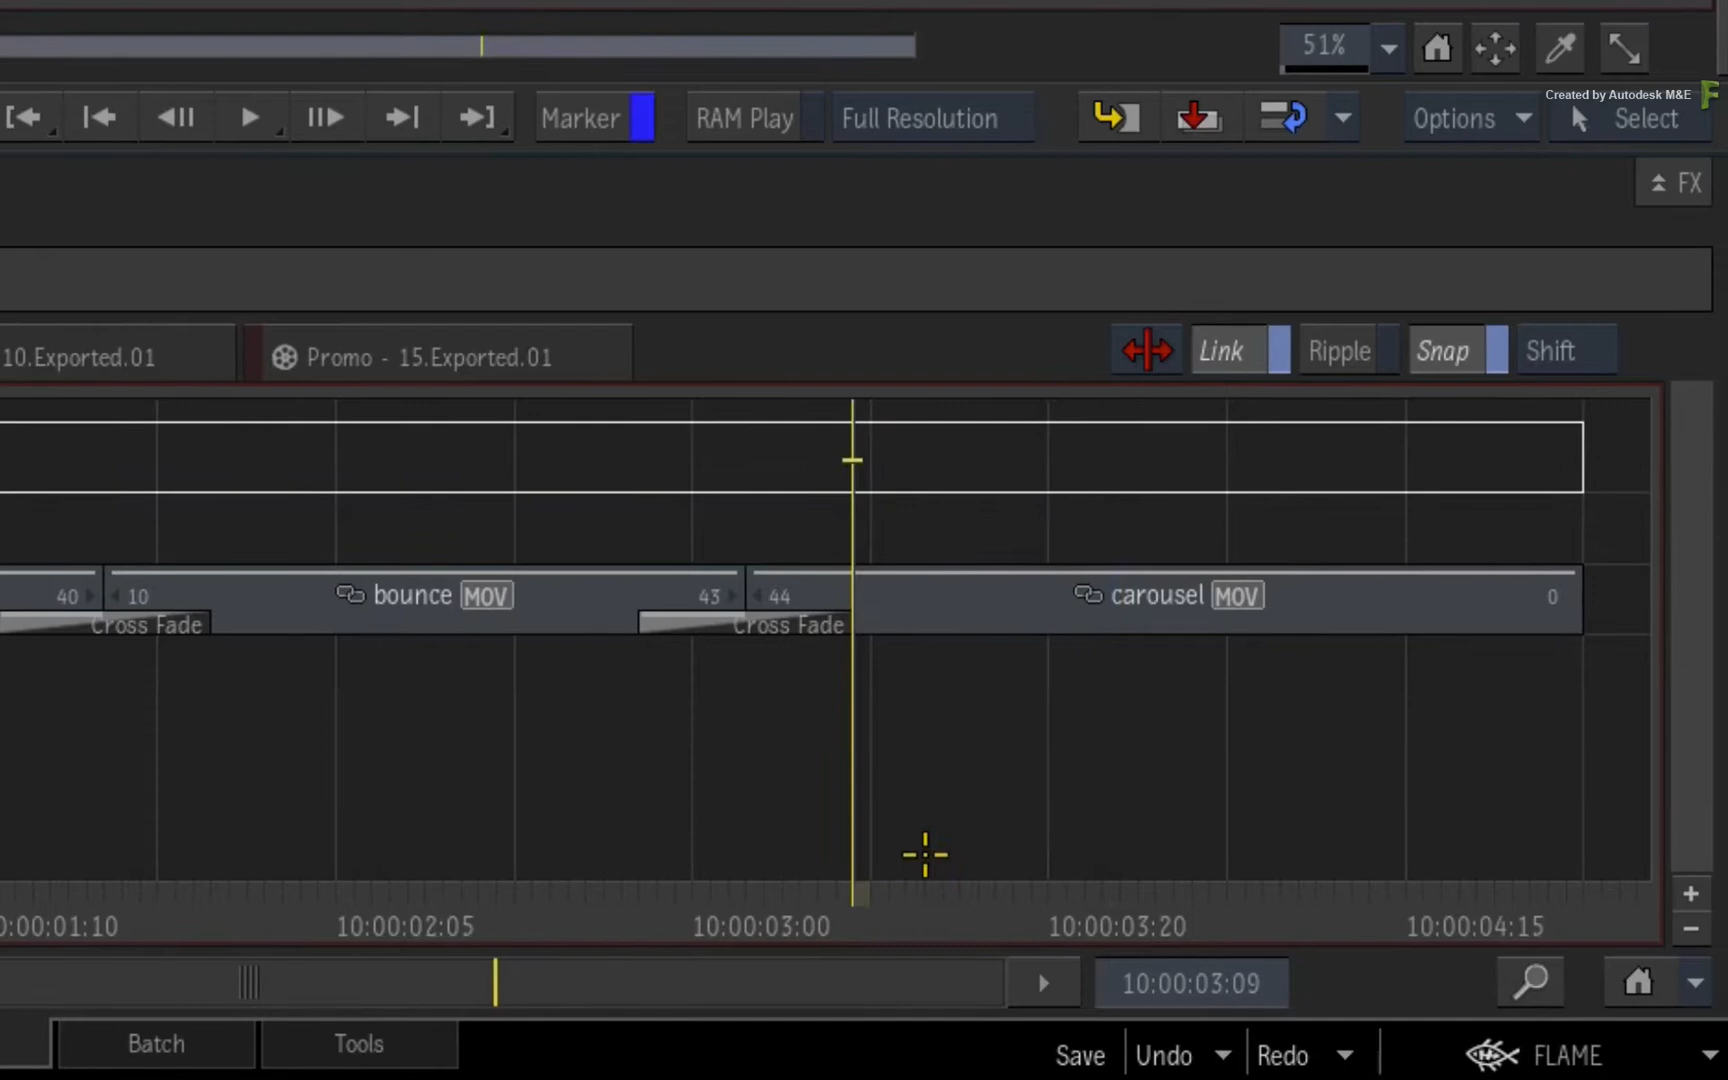 51%
Created by Autodesk M&E
Marker
RAM Play
Full Resolution
Options
Select
FX
10.Exported.01
Promo - 15.Exported.01
Link
Ripple
Snap
Shift
40
10
bounce MOV
43
44
carousel MOV
0
Cross Fade
Cross Fade
0:00:01:10
10:00:02:05
10:00:03:00
10:00:03:20
10:00:04:15
10:00:03:09
Batch
Tools
Save
Undo
Redo
FLAME